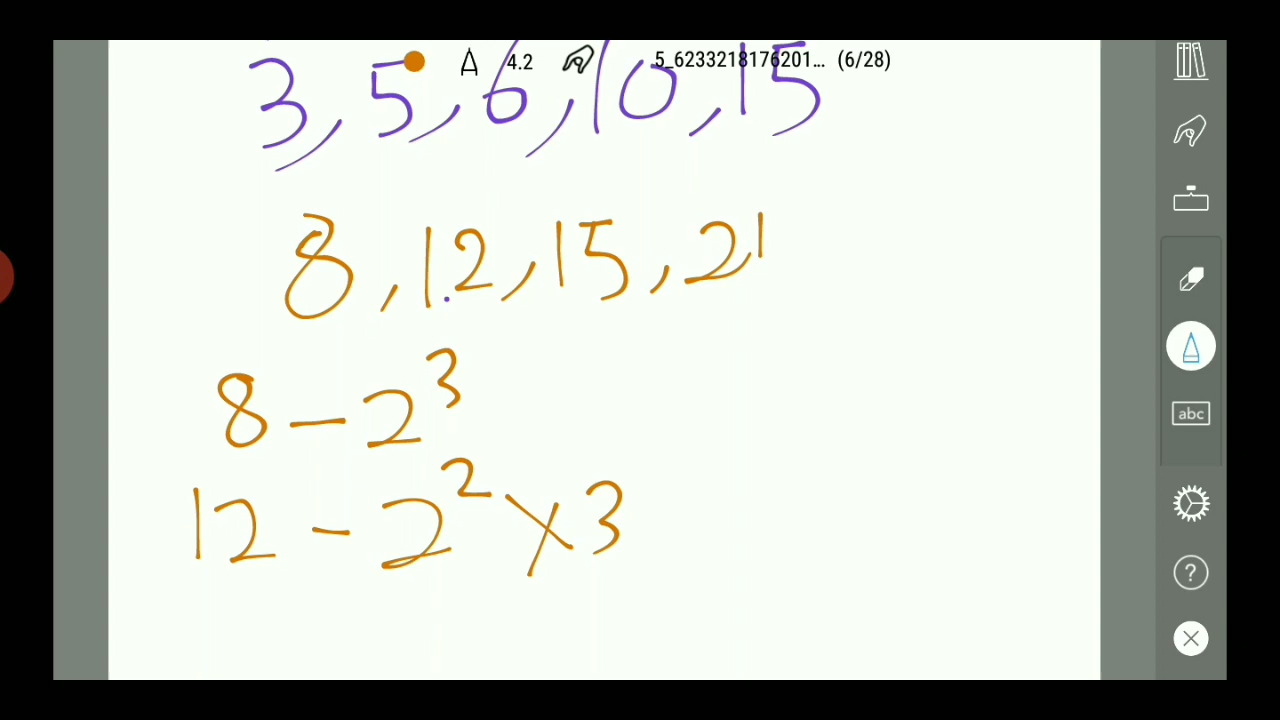 4.2 5_6233218176201... (6/28)
3, 5, 6, 10, 15
8, 12, 15, 21
8 - 2³
12 - 2² × 3
abc
?